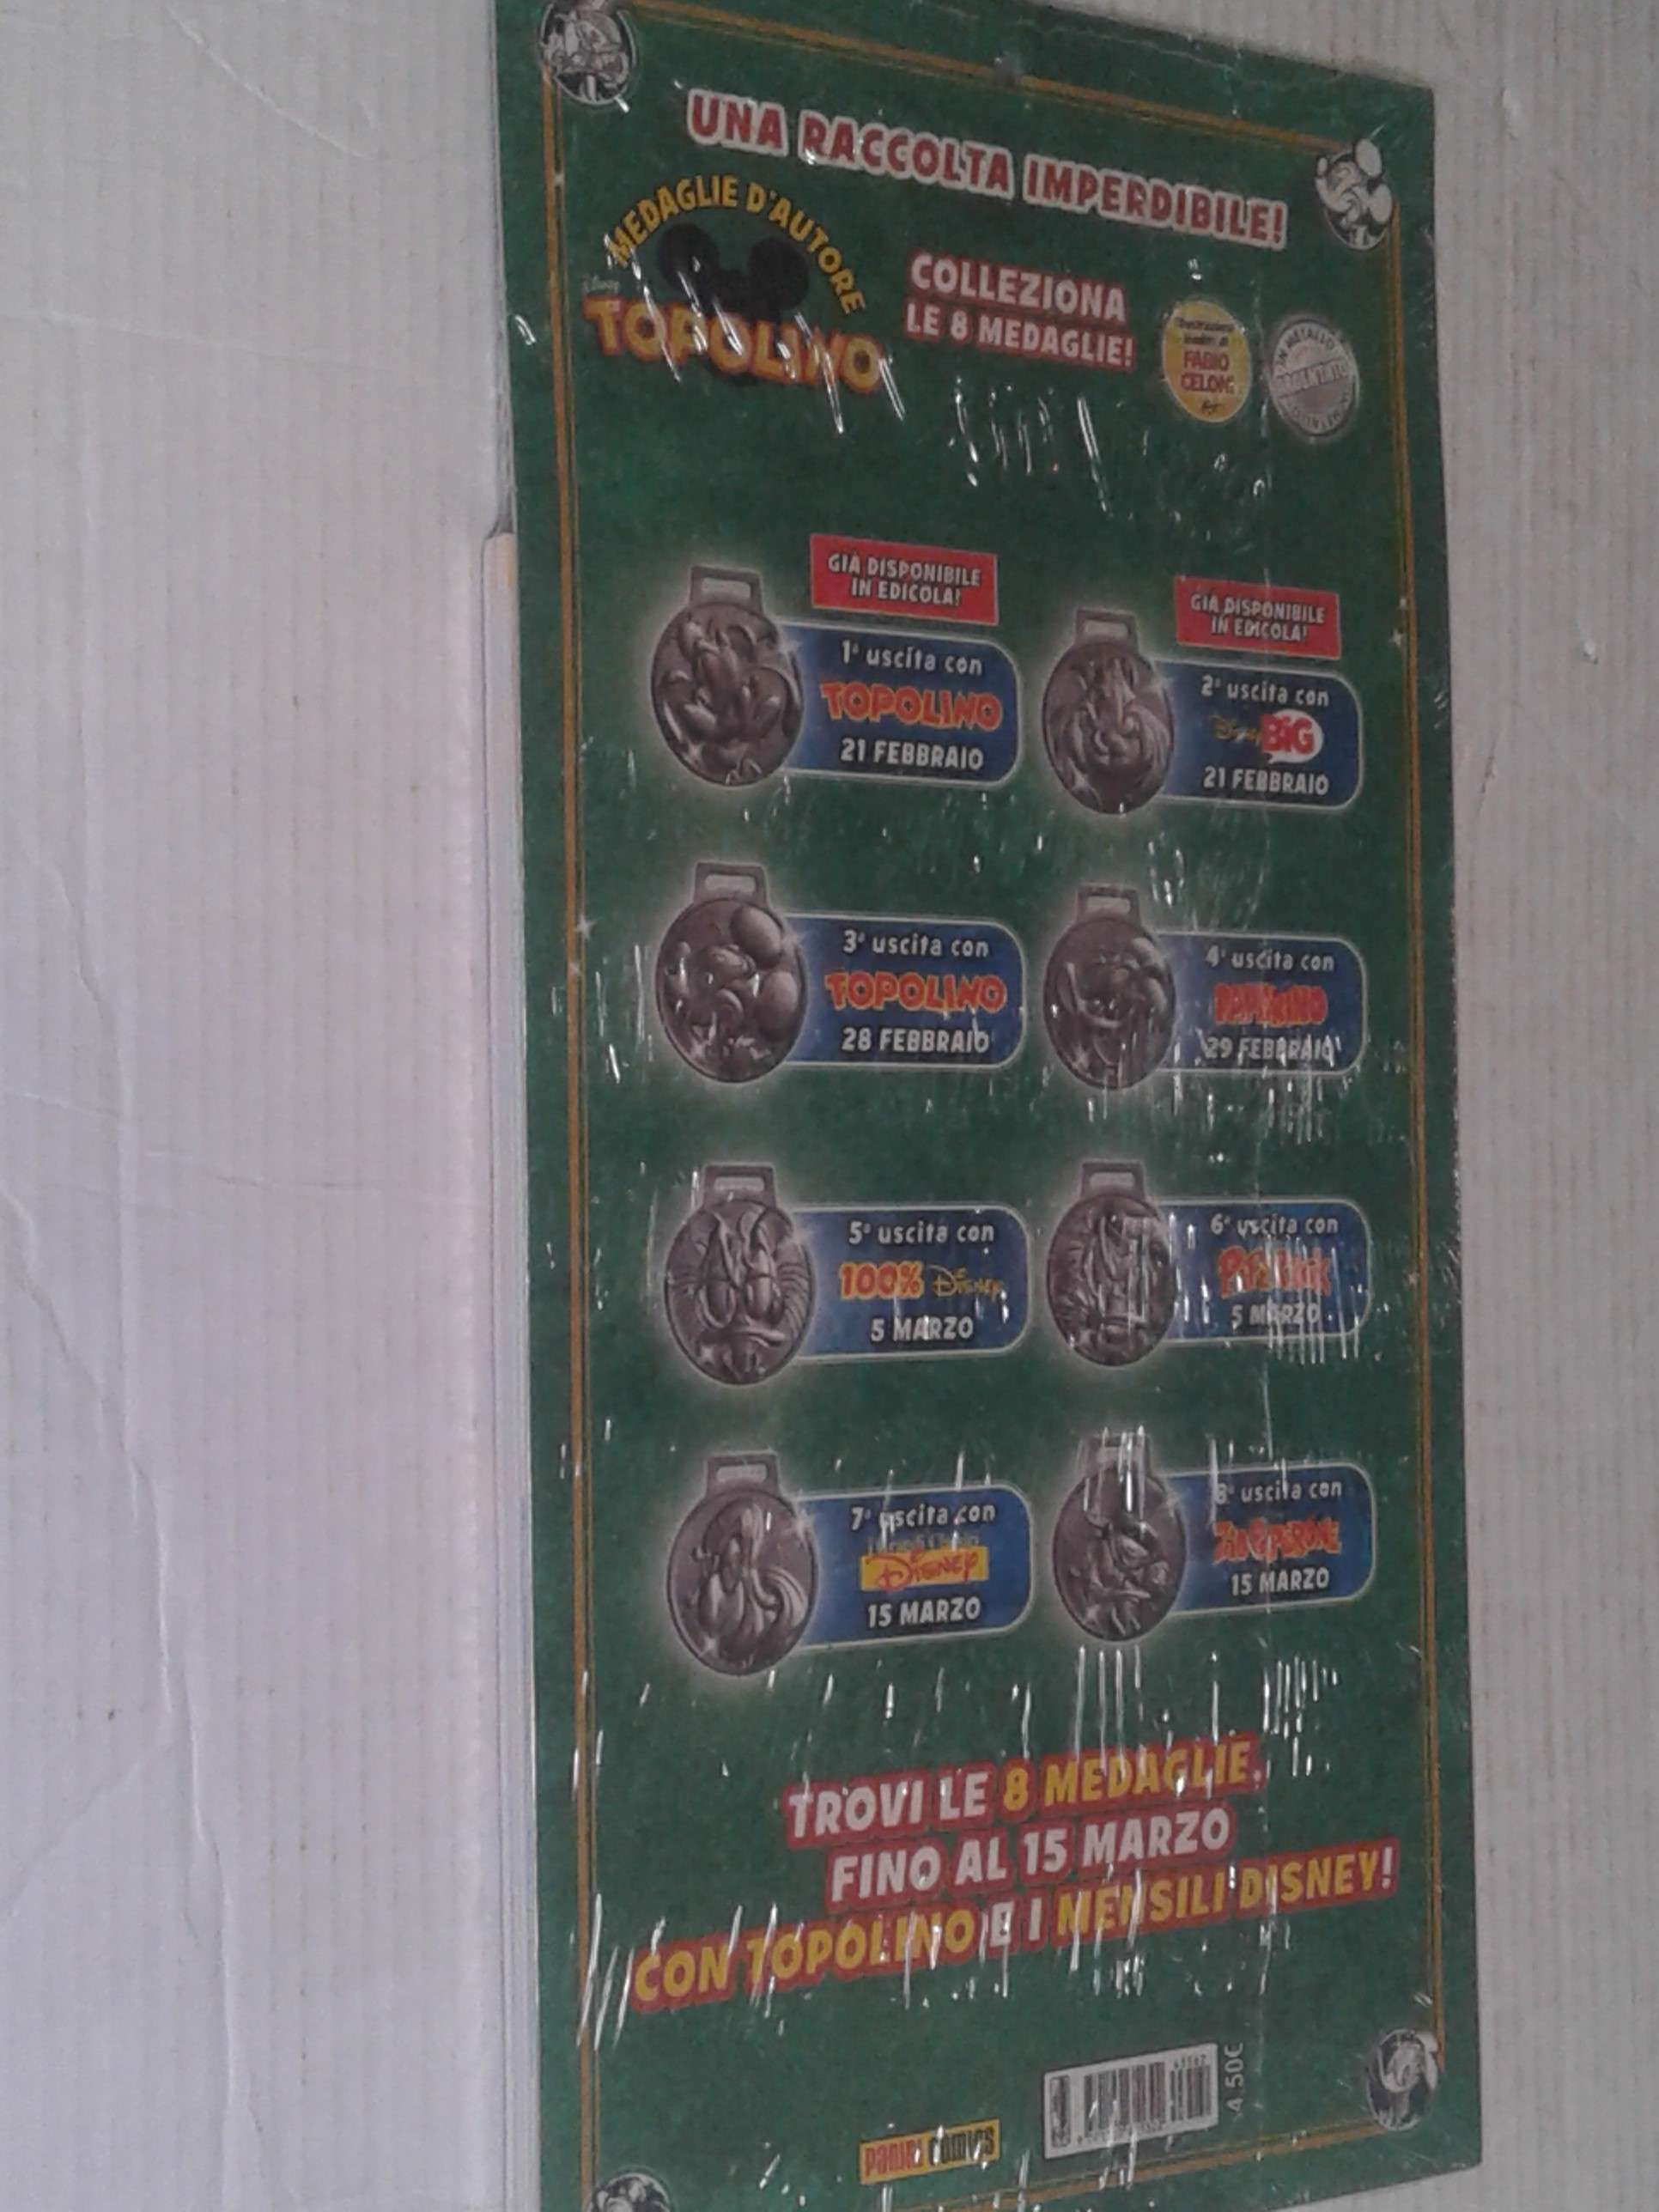 UNA RACCOLTA IMPERDIBILE!
MEDAGLIE D'AUTORE
Disney
TOPOLINO
COLLEZIONA
LE 8 MEDAGLIE!
FABIO
CELONI
IN METALLO
GIÀ DISPONIBILE
IN EDICOLA!
1ª uscita con
TOPOLINO
21 FEBBRAIO
GIÀ DISPONIBILE
IN EDICOLA!
2ª uscita con
Disney BIG
21 FEBBRAIO
3ª uscita con
TOPOLINO
28 FEBBRAIO
4ª uscita con
PAPERINO
29 FEBBRAIO
5ª uscita con
100% Disney
5 MARZO
6ª uscita con
5 MARZO
7ª uscita con
Disney
15 MARZO
8ª uscita con
ZIO PAPERONE
15 MARZO
TROVI LE 8 MEDAGLIE,
FINO AL 15 MARZO
CON TOPOLINO E I MENSILI DISNEY!
4.50€
PANINI COMICS